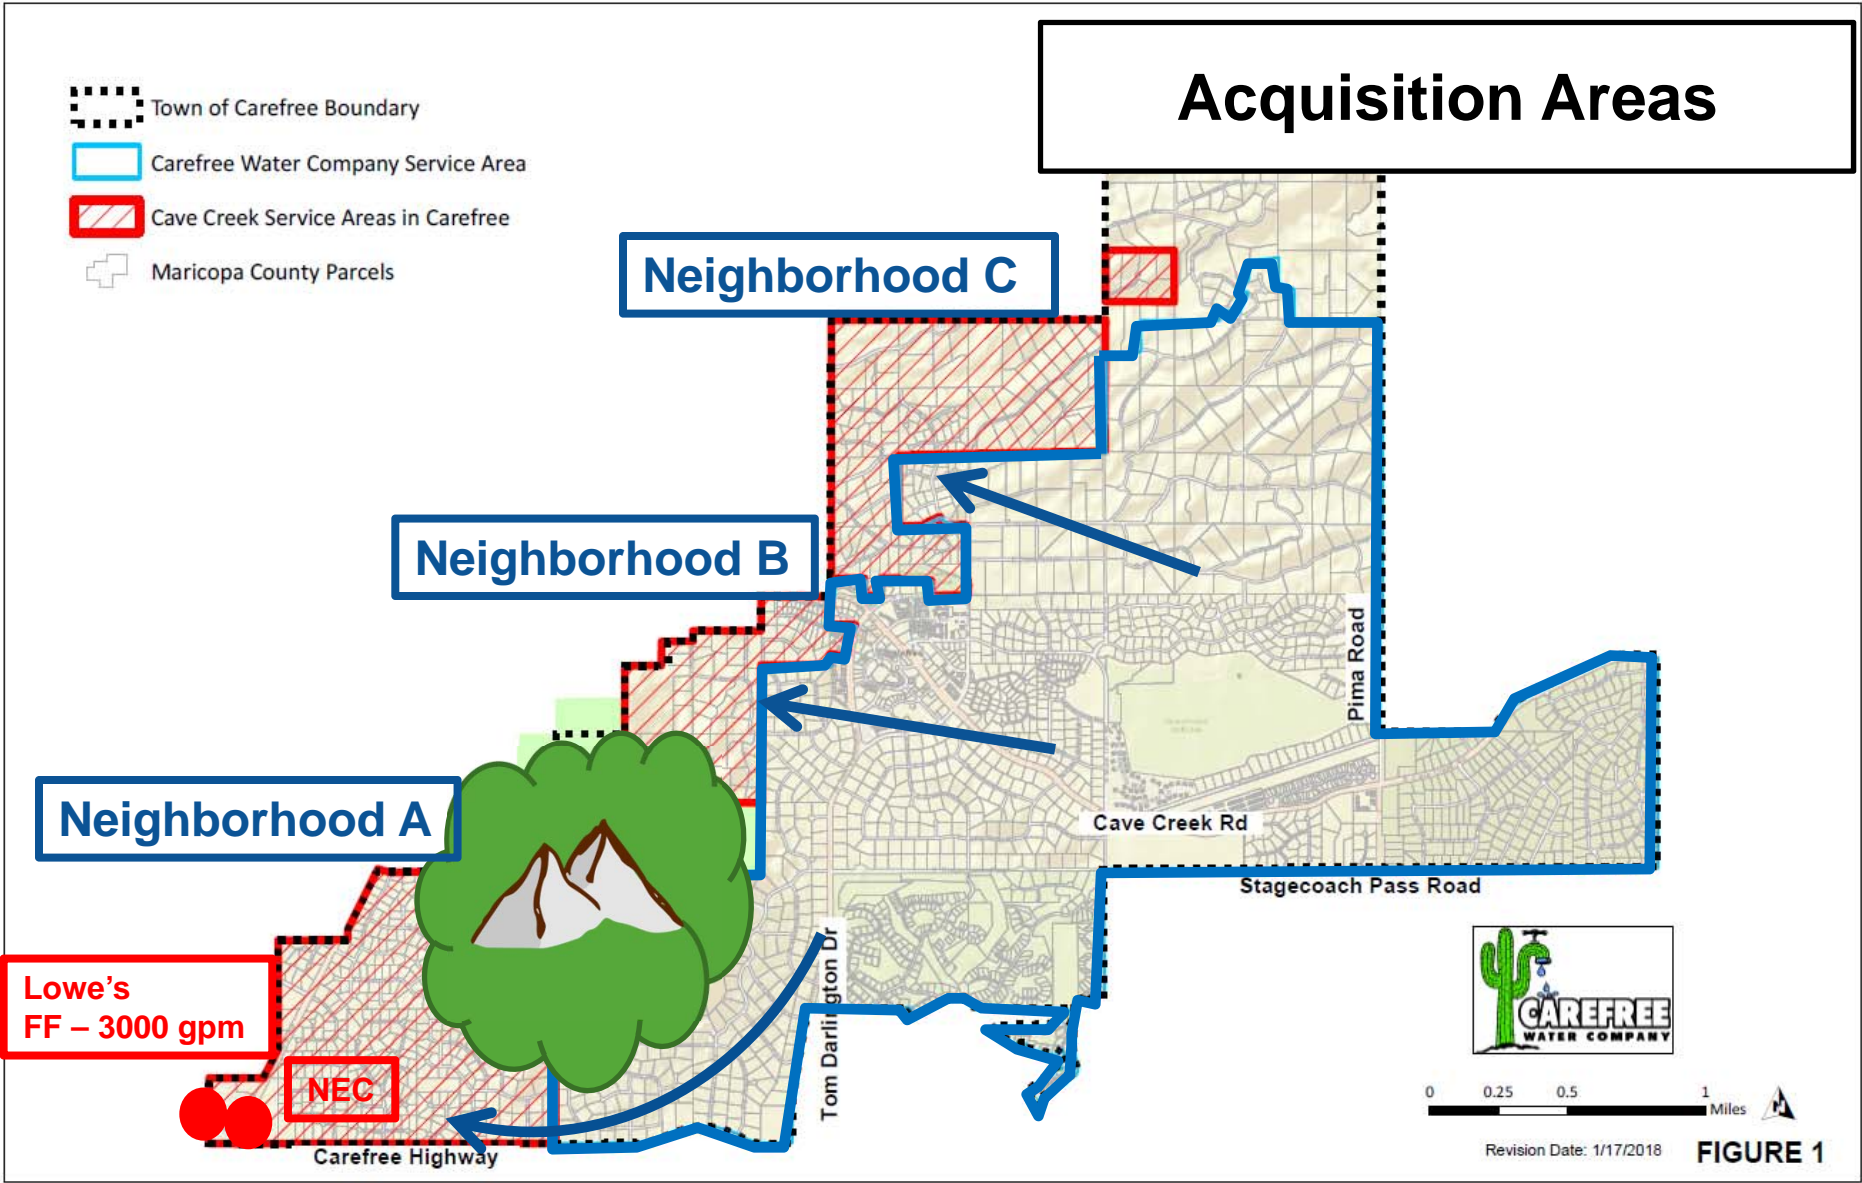 Acquisition Areas
Town of Carefree Boundary
Carefree Water Company Service Area
Cave Creek Service Areas in Carefree
Maricopa County Parcels
Neighborhood C
Neighborhood B
Neighborhood A
Pima Road
Cave Creek Rd
Stagecoach Pass Road
Tom Darlington Dr
Lowe's
FF – 3000 gpm
NEC
Carefree Highway
CAREFREE
WATER COMPANY
0 0.25 0.5 1
Miles
Revision Date: 1/17/2018
FIGURE 1